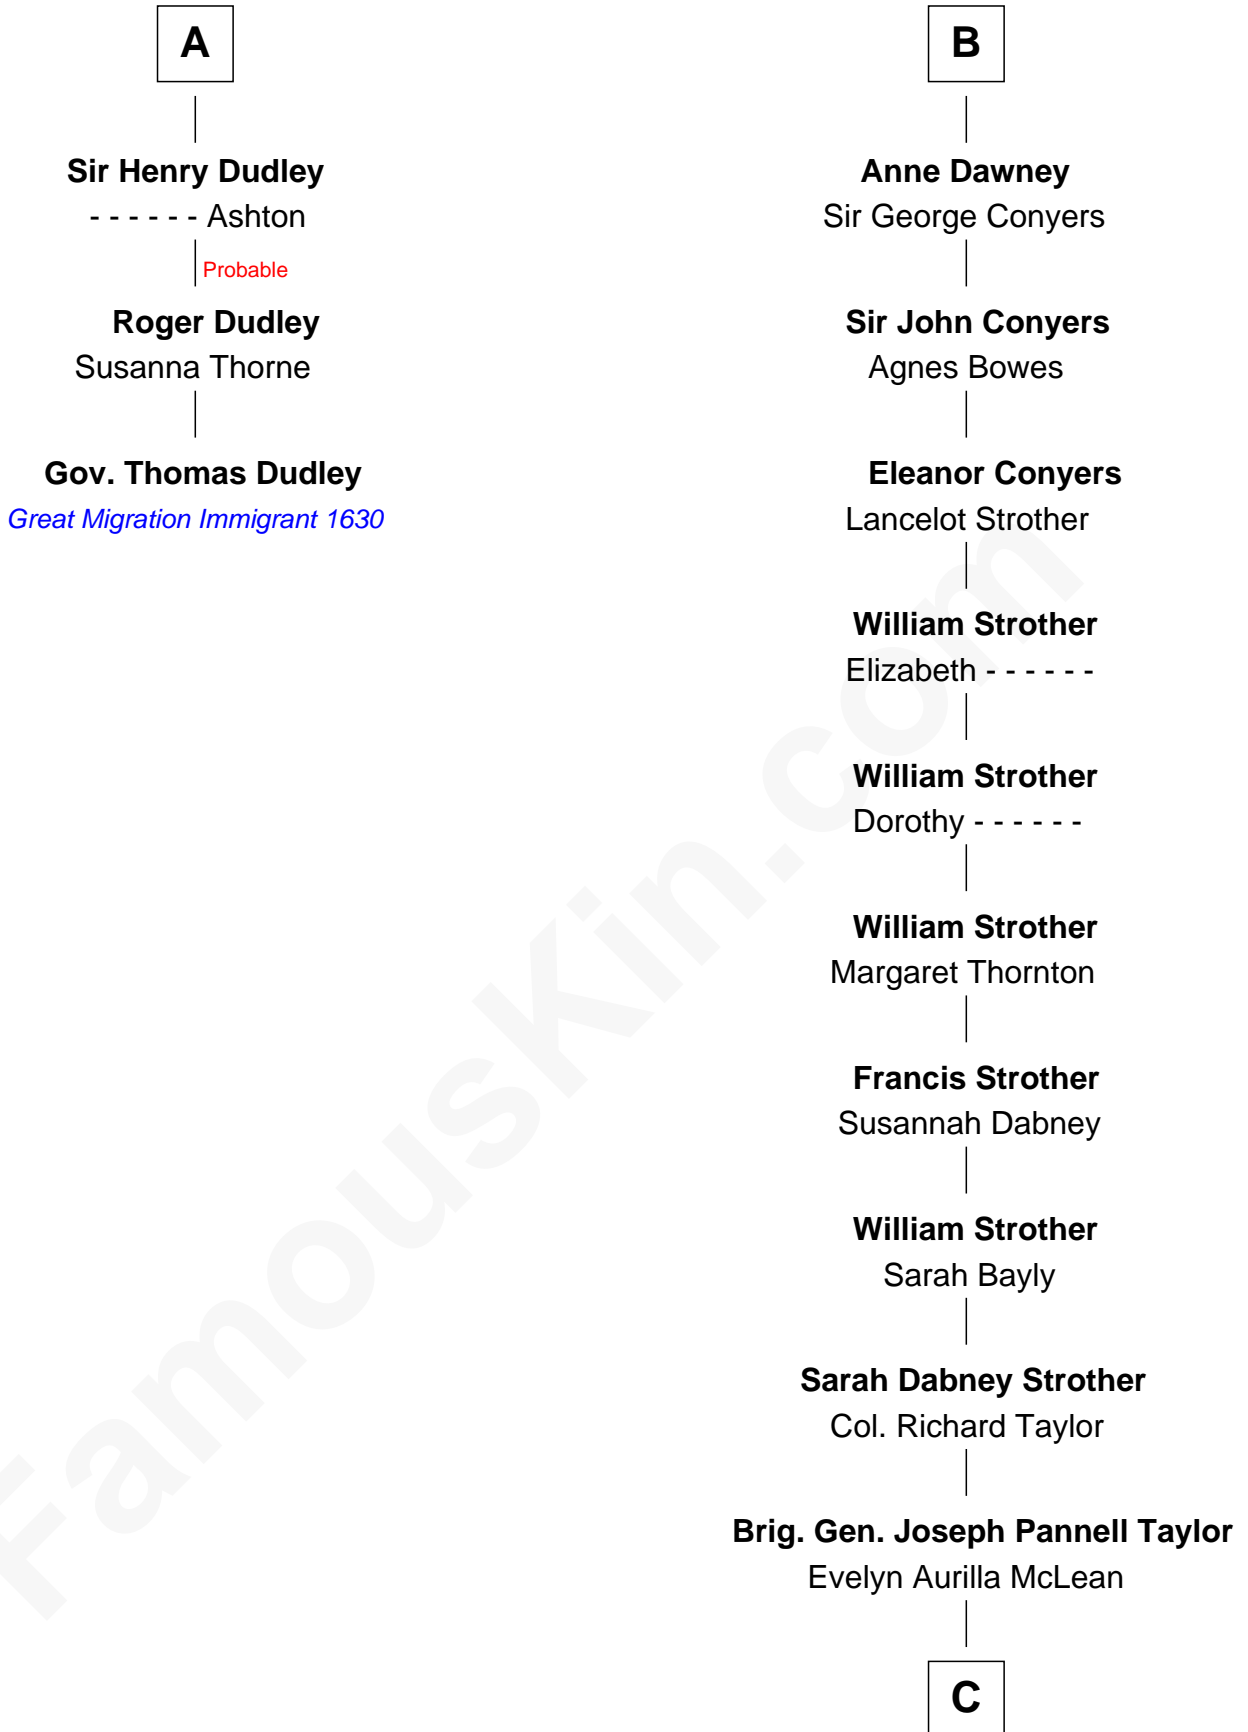 A
Sir Henry Dudley
- - - - - - Ashton
Probable
Roger Dudley
Susanna Thorne
Gov. Thomas Dudley
Great Migration Immigrant 1630
B
Anne Dawney
Sir George Conyers
Sir John Conyers
Agnes Bowes
Eleanor Conyers
Lancelot Strother
William Strother
Elizabeth - - - - - -
William Strother
Dorothy - - - - - -
William Strother
Margaret Thornton
Francis Strother
Susannah Dabney
William Strother
Sarah Bayly
Sarah Dabney Strother
Col. Richard Taylor
Brig. Gen. Joseph Pannell Taylor
Evelyn Aurilla McLean
C
FamousKin.com